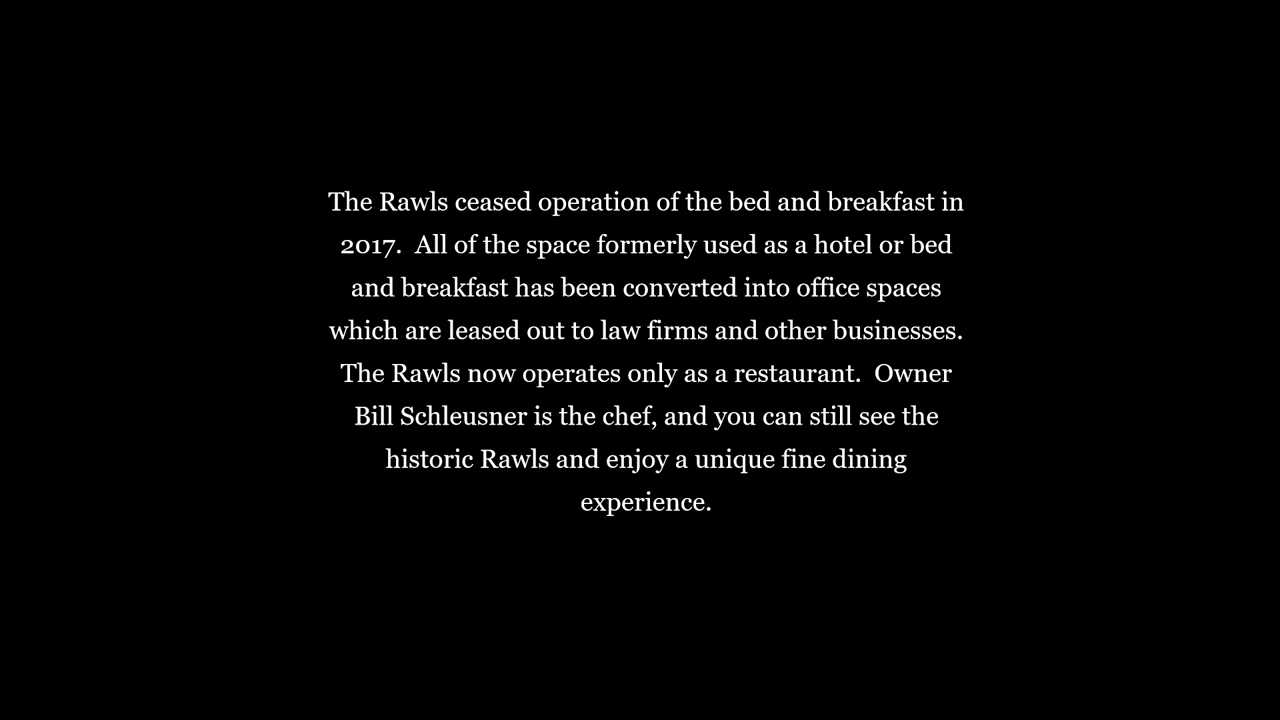 The Rawls ceased operation of the bed and breakfast in
2017.  All of the space formerly used as a hotel or bed
and breakfast has been converted into office spaces
which are leased out to law firms and other businesses.
The Rawls now operates only as a restaurant.  Owner
Bill Schleusner is the chef, and you can still see the
historic Rawls and enjoy a unique fine dining
experience.